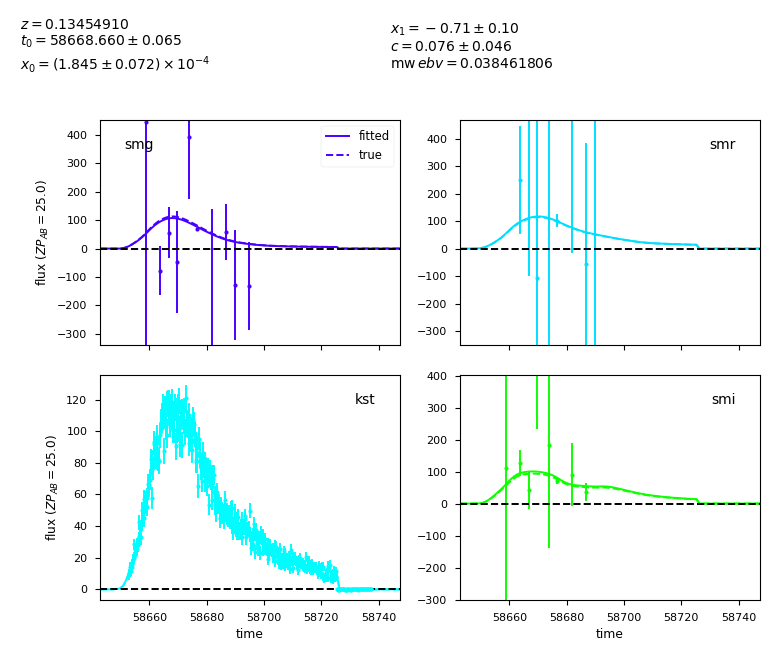 z = 0.13454910
t₀ = 58668.660 ± 0.065
x₀ = (1.845 ± 0.072) × 10⁻⁴
x₁ = −0.71 ± 0.10
c = 0.076 ± 0.046
mw ebv = 0.038461806
smg
fitted
true
400
300
200
100
0
−100
−200
−300
flux (ZP_AB = 25.0)
smr
400
300
200
100
0
−100
−200
−300
kst
120
100
80
60
40
20
0
flux (ZP_AB = 25.0)
58660 58680 58700 58720 58740
time
smi
400
300
200
100
0
−100
−200
−300
58660 58680 58700 58720 58740
time